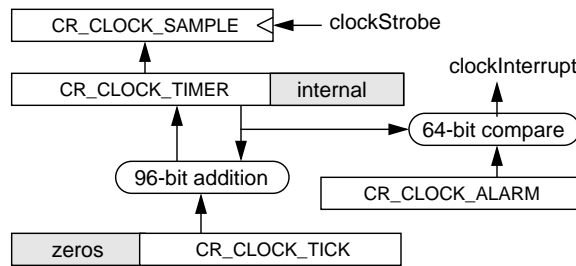 CR_CLOCK_SAMPLE
clockStrobe
clockInterrupt
CR_CLOCK_TIMER
internal
64-bit compare
96-bit addition
CR_CLOCK_ALARM
zeros
CR_CLOCK_TICK